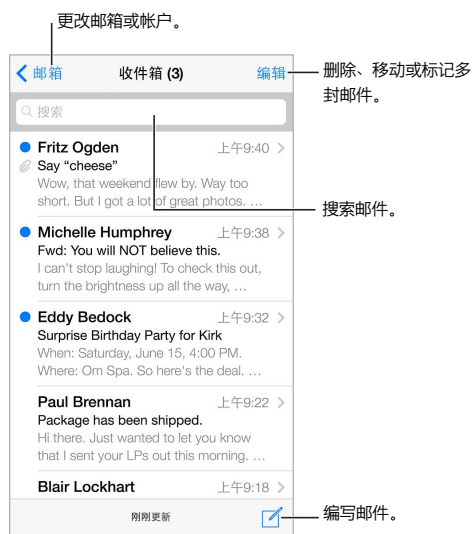 更改邮箱或帐户。
邮箱 收件箱 (3) 编辑
删除、移动或标记多
封邮件。
搜索
Fritz Ogden 上午9:40
Say “cheese”
Wow, that weekend flew by. Way too
short. But I got a lot of great photos. …
搜索邮件。
Michelle Humphrey 上午9:38
Fwd: You will NOT believe this.
I can't stop laughing! To check this out,
turn the brightness up all the way, …
Eddy Bedock 上午9:32
Surprise Birthday Party for Kirk
When: Saturday, June 15, 4:00 PM.
Where: Om Spa. So here's the deal. …
Paul Brennan 上午9:22
Package has been shipped.
Hi there. Just wanted to let you know
that I sent your LPs out this morning. …
Blair Lockhart 上午9:18
刚刚更新
编写邮件。